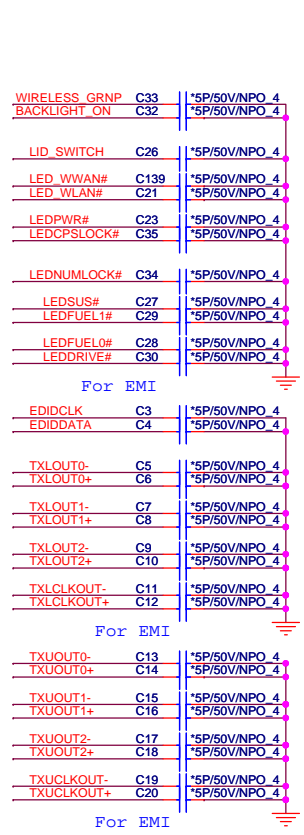 WIRELESS_GRNP C33 *5P/50V/NPO_4
BACKLIGHT_ON C32 *5P/50V/NPO_4
LID_SWITCH C26 *5P/50V/NPO_4
LED_WWAN# C139 *5P/50V/NPO_4
LED_WLAN# C21 *5P/50V/NPO_4
LEDPWR# C23 *5P/50V/NPO_4
LEDCPSLOCK# C35 *5P/50V/NPO_4
LEDNUMLOCK# C34 *5P/50V/NPO_4
LEDSUS# C27 *5P/50V/NPO_4
LEDFUEL1# C29 *5P/50V/NPO_4
LEDFUEL0# C28 *5P/50V/NPO_4
LEDDRIVE# C30 *5P/50V/NPO_4
For EMI
EDIDCLK C3 *5P/50V/NPO_4
EDIDDATA C4 *5P/50V/NPO_4
TXLOUT0- C5 *5P/50V/NPO_4
TXLOUT0+ C6 *5P/50V/NPO_4
TXLOUT1- C7 *5P/50V/NPO_4
TXLOUT1+ C8 *5P/50V/NPO_4
TXLOUT2- C9 *5P/50V/NPO_4
TXLOUT2+ C10 *5P/50V/NPO_4
TXLCLKOUT- C11 *5P/50V/NPO_4
TXLCLKOUT+ C12 *5P/50V/NPO_4
For EMI
TXUOUT0- C13 *5P/50V/NPO_4
TXUOUT0+ C14 *5P/50V/NPO_4
TXUOUT1- C15 *5P/50V/NPO_4
TXUOUT1+ C16 *5P/50V/NPO_4
TXUOUT2- C17 *5P/50V/NPO_4
TXUOUT2+ C18 *5P/50V/NPO_4
TXUCLKOUT- C19 *5P/50V/NPO_4
TXUCLKOUT+ C20 *5P/50V/NPO_4
For EMI